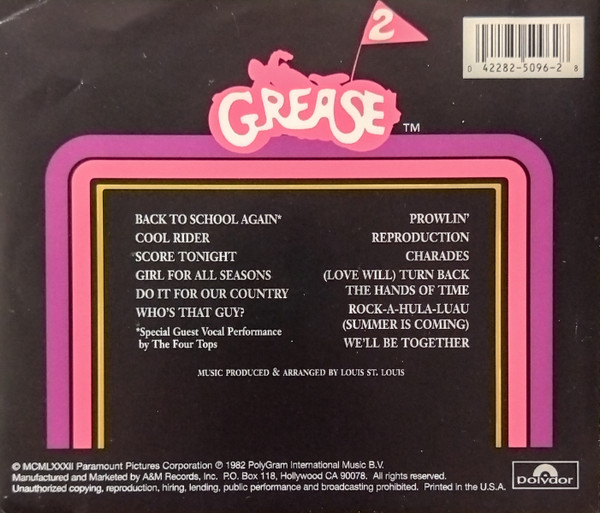 2
GREASE ™
0 42282-5096-2 8
BACK TO SCHOOL AGAIN*
COOL RIDER
SCORE TONIGHT
GIRL FOR ALL SEASONS
DO IT FOR OUR COUNTRY
WHO'S THAT GUY?
*Special Guest Vocal Performance
by The Four Tops
PROWLIN'
REPRODUCTION
CHARADES
(LOVE WILL) TURN BACK
THE HANDS OF TIME
ROCK-A-HULA-LUAU
(SUMMER IS COMING)
WE'LL BE TOGETHER
MUSIC PRODUCED & ARRANGED BY LOUIS ST. LOUIS
© MCMLXXXII Paramount Pictures Corporation ℗ 1982 PolyGram International Music B.V.
Manufactured and Marketed by A&M Records, Inc. P.O. Box 118, Hollywood CA 90078. All rights reserved.
Unauthorized copying, reproduction, hiring, lending, public performance and broadcasting prohibited. Printed in the U.S.A.
Polydor